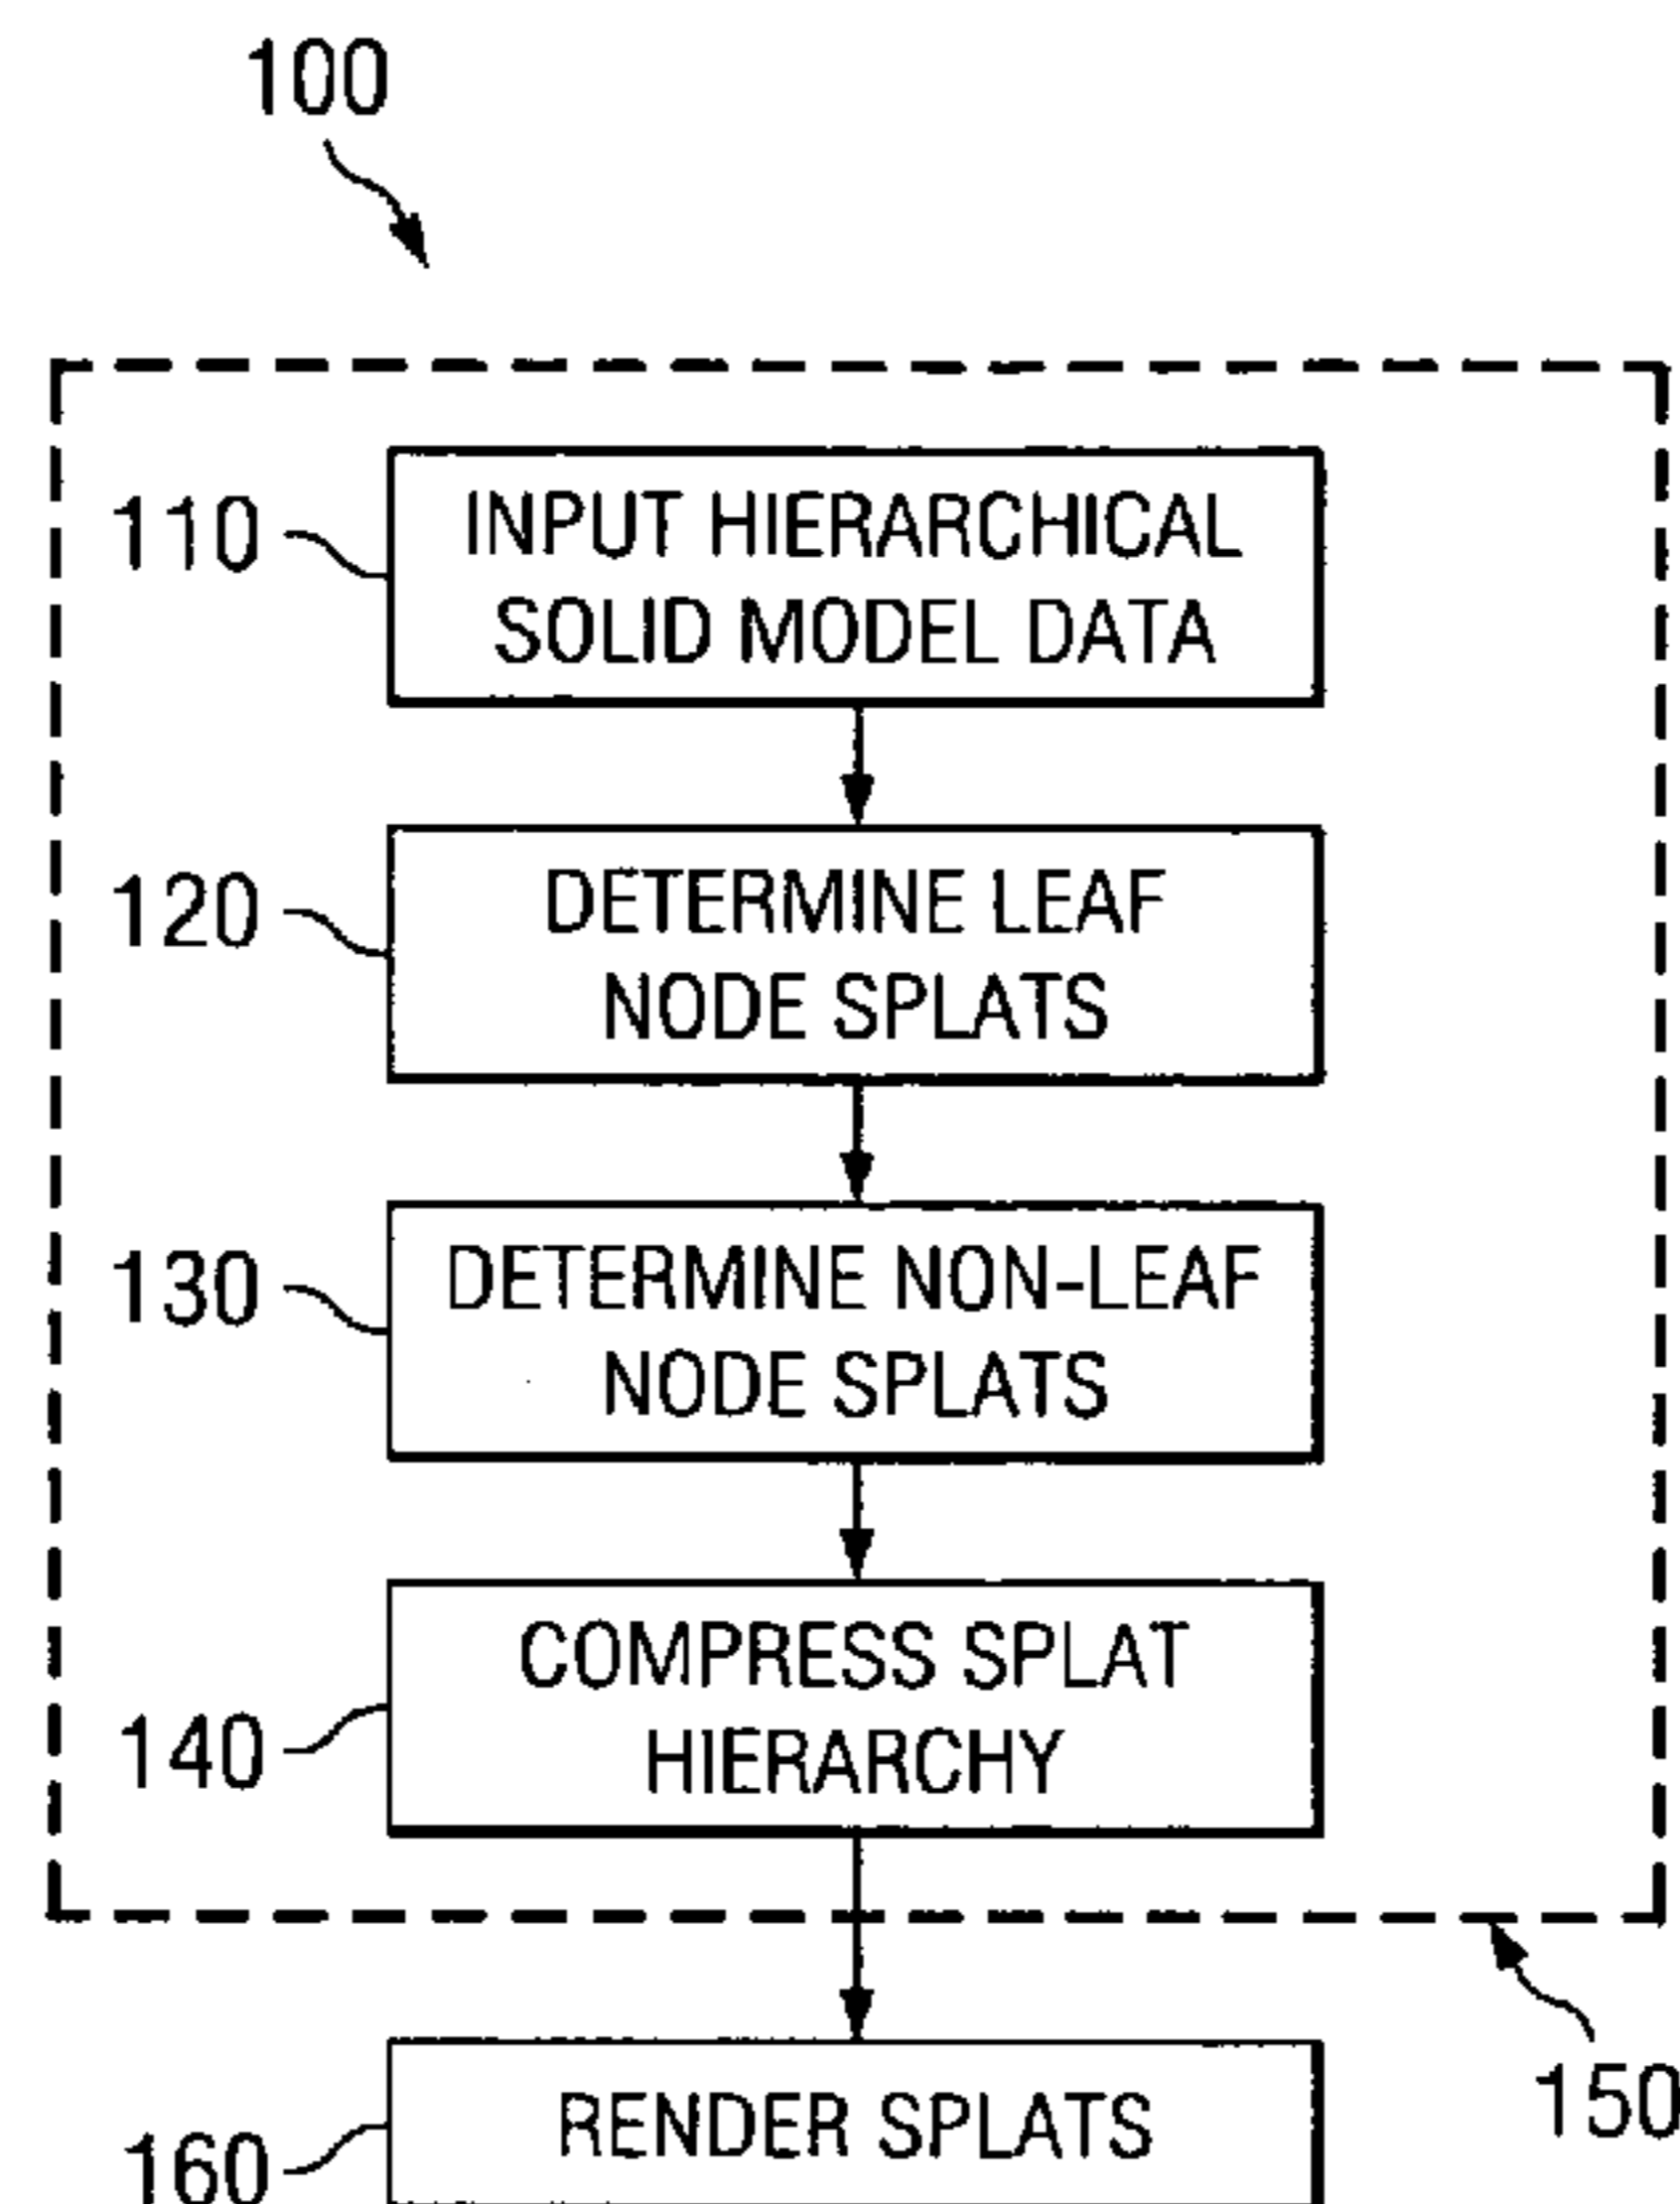 100
110
INPUT HIERARCHICAL
SOLID MODEL DATA
120
DETERMINE LEAF
NODE SPLATS
130
DETERMINE NON-LEAF
NODE SPLATS
140
COMPRESS SPLAT
HIERARCHY
150
160
RENDER SPLATS